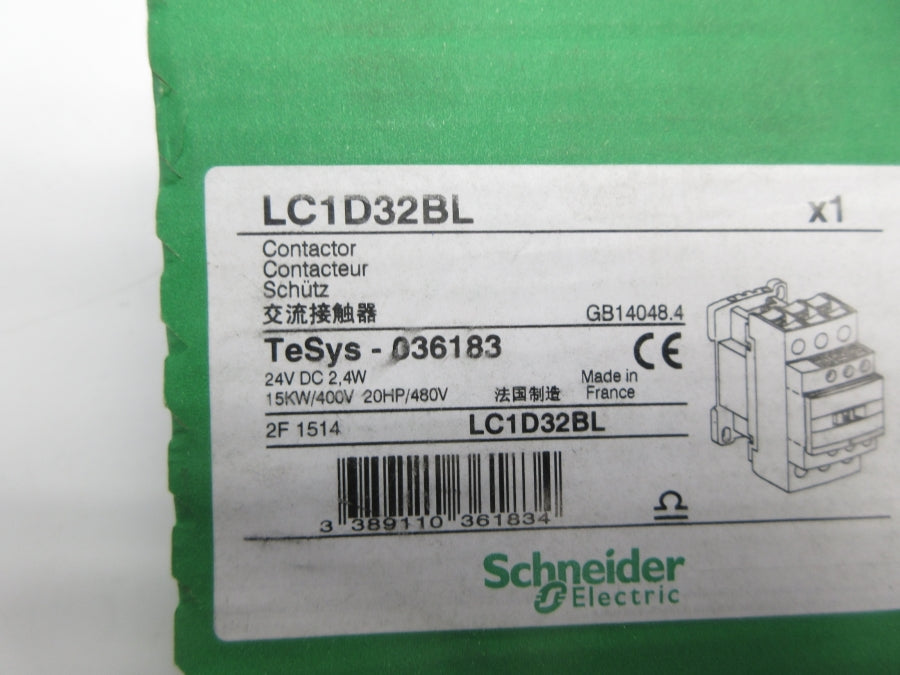 LC1D32BL x1
Contactor
Contacteur
Schütz
交流接触器 GB14048.4
TeSys - 036183 CE
24V DC 2,4W Made in
15KW/400V 20HP/480V 法国制造 France
2F 1514 LC1D32BL
3 389110 361834
Schneider
Electric